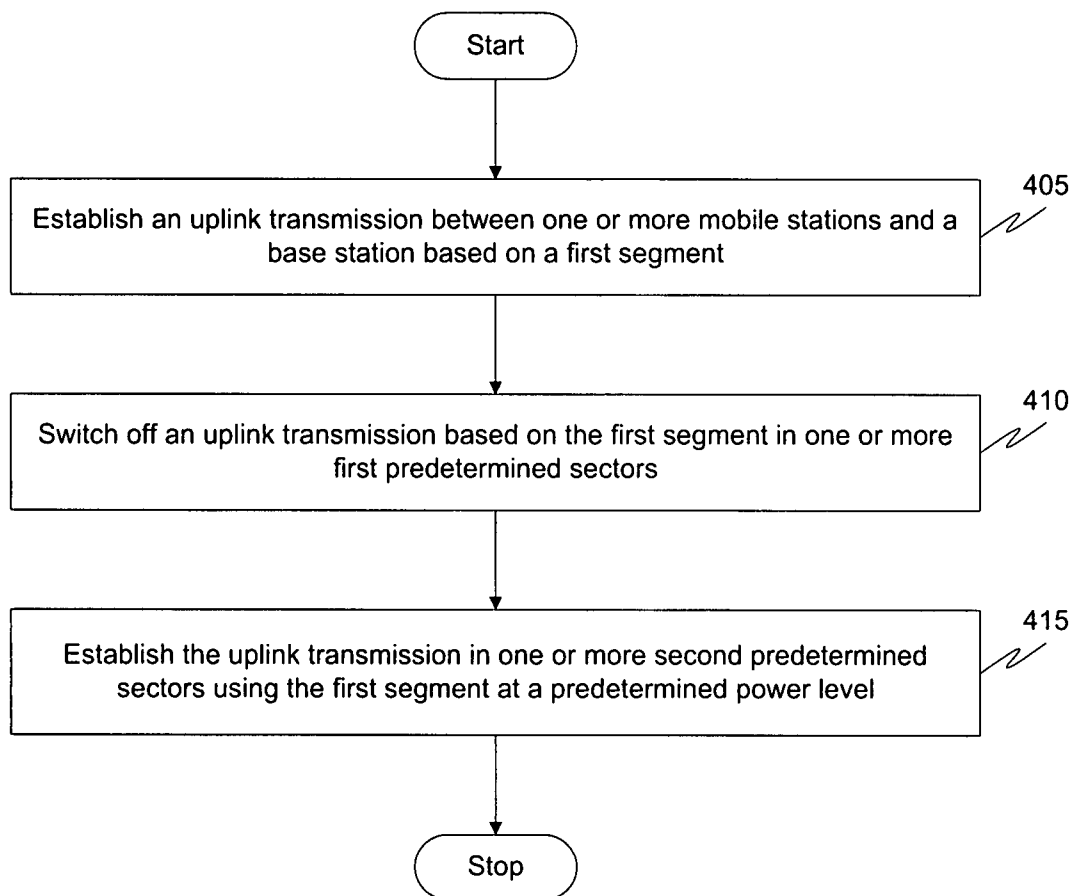 Start
405
Establish an uplink transmission between one or more mobile stations and a
base station based on a first segment
410
Switch off an uplink transmission based on the first segment in one or more
first predetermined sectors
415
Establish the uplink transmission in one or more second predetermined
sectors using the first segment at a predetermined power level
Stop